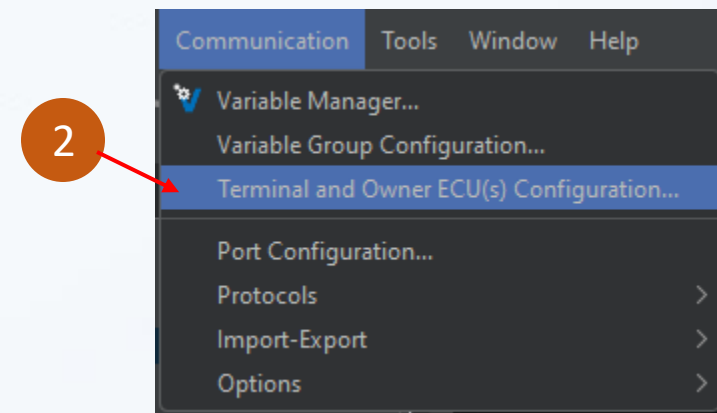 Communication Tools Window Help
Variable Manager...
Variable Group Configuration...
2
Terminal and Owner ECU(s) Configuration...
Port Configuration...
Protocols
Import-Export
Options